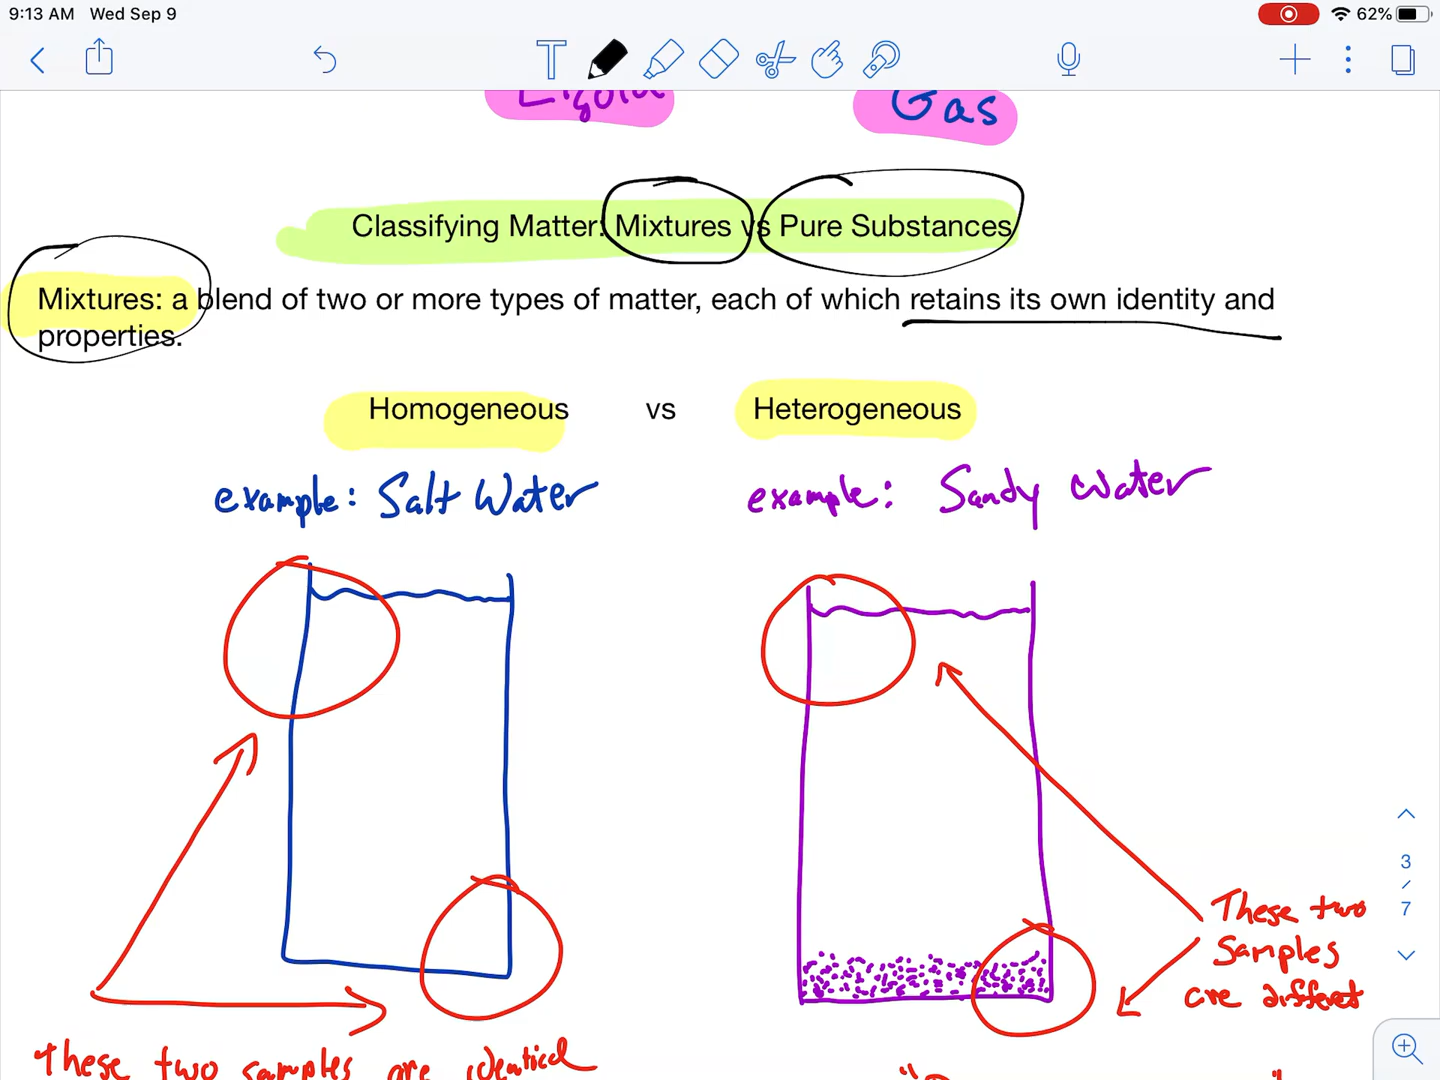 9:13 AM Wed Sep 9
62%
T
Liquid
Gas
Classifying Matter: Mixtures vs Pure Substances
Mixtures: a blend of two or more types of matter, each of which retains its own identity and
properties.
Homogeneous vs Heterogeneous
example: Salt Water
example: Sandy Water
3
/
7
These two
Samples
are different
These two samples are identical